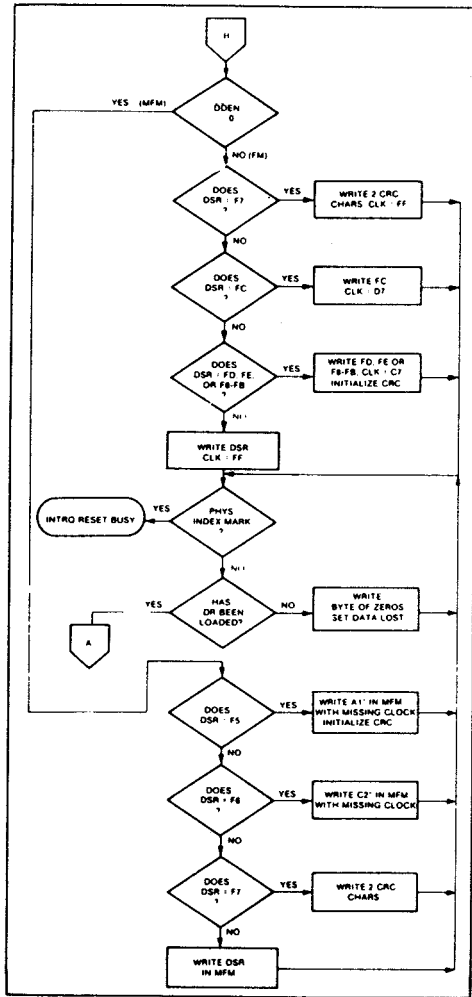 H
YES (MFM)
DDEN
0
NO (FM)
DOES
DSR = F7
?
YES
WRITE 2 CRC
CHARS CLK = FF
NO
DOES
DSR = FC
?
YES
WRITE FC
CLK = D7
NO
DOES
DSR = FD, FE,
OR F8-FB
?
YES
WRITE FD, FE OR
F8-FB, CLK = C7
INITIALIZE CRC
NO
WRITE DSR
CLK = FF
PHYS
INDEX MARK
?
YES
INTRQ RESET BUSY
NO
HAS
DR BEEN
LOADED?
YES
A
NO
WRITE
BYTE OF ZEROS
SET DATA LOST
DOES
DSR = F5
YES
WRITE A1* IN MFM
WITH MISSING CLOCK
INITIALIZE CRC
NO
DOES
DSR = F6
?
YES
WRITE C2* IN MFM
WITH MISSING CLOCK
NO
DOES
DSR = F7
?
YES
WRITE 2 CRC
CHARS
NO
WRITE DSR
IN MFM